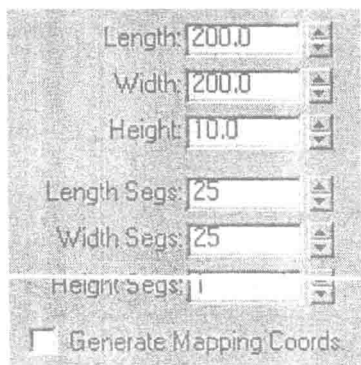 Length: 200.0
Width: 200.0
Height: 10.0
Length Segs: 25
Width Segs: 25
Height Segs: 1
Generate Mapping Coords.